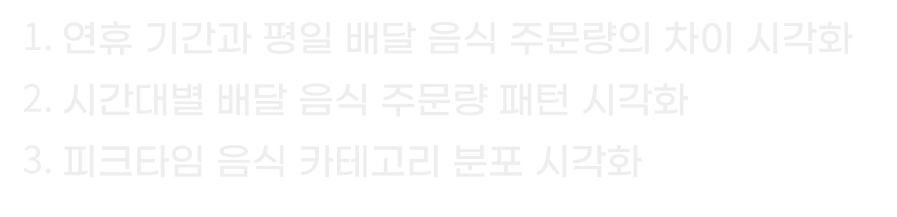 1. 연휴 기간과 평일 배달 음식 주문량의 차이 시각화
2. 시간대별 배달 음식 주문량 패턴 시각화
3. 피크타임 음식 카테고리 분포 시각화